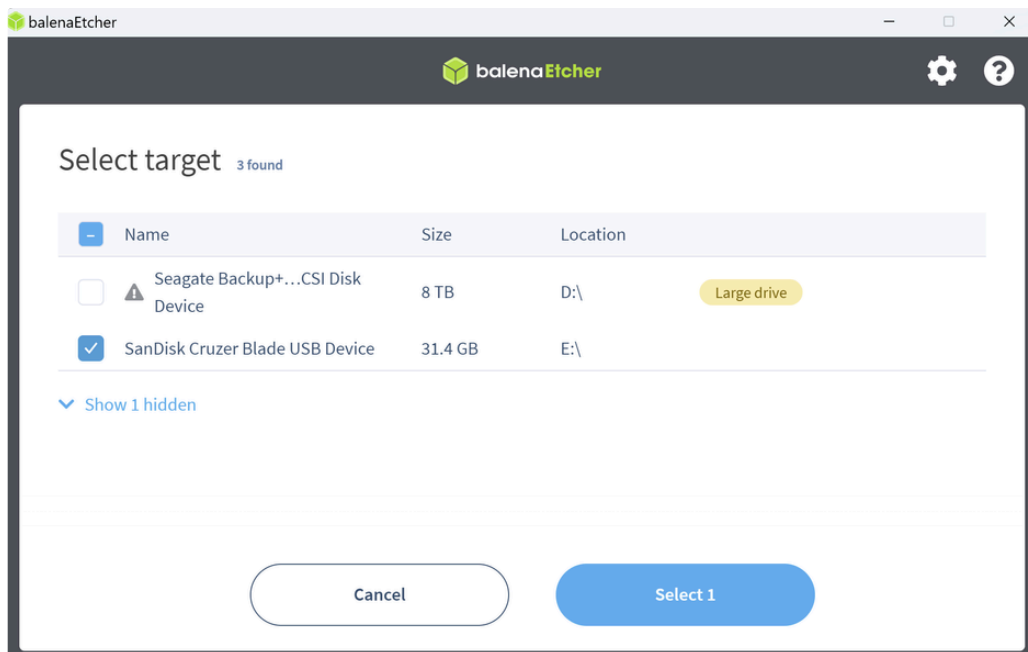 balenaEtcher
balenaEtcher
Select target 3 found
Name Size Location
Seagate Backup+...CSI Disk
Device
8 TB D:\ Large drive
SanDisk Cruzer Blade USB Device 31.4 GB E:\
Show 1 hidden
Cancel Select 1